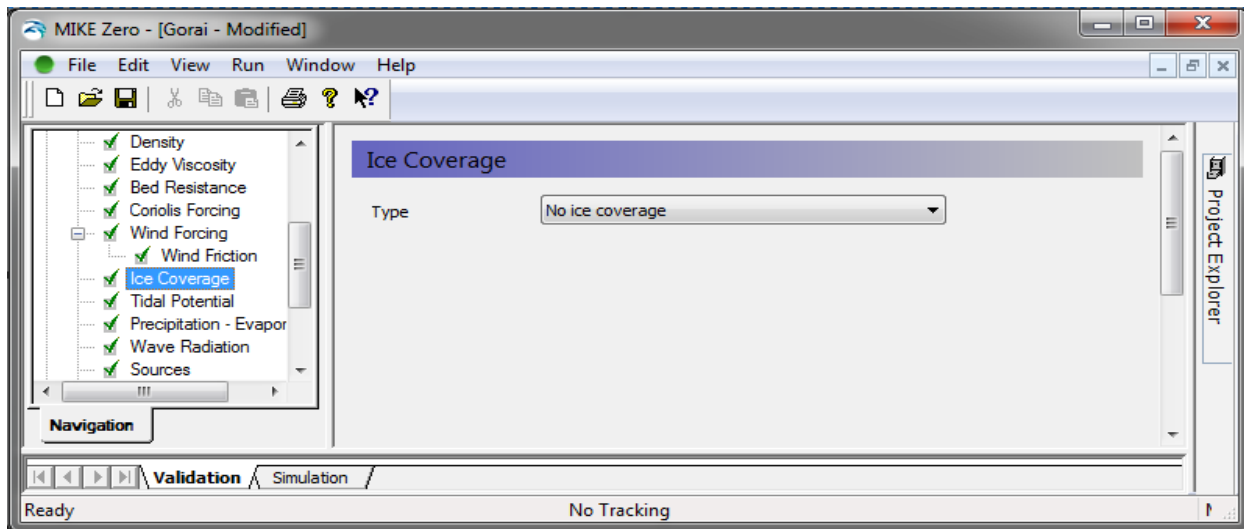 MIKE Zero - [Gorai - Modified]
File Edit View Run Window Help
Density
Eddy Viscosity
Bed Resistance
Coriolis Forcing
Wind Forcing
Wind Friction
Ice Coverage
Tidal Potential
Precipitation - Evapor
Wave Radiation
Sources
Navigation
Ice Coverage
Type No ice coverage
Project Explorer
Validation Simulation
Ready No Tracking